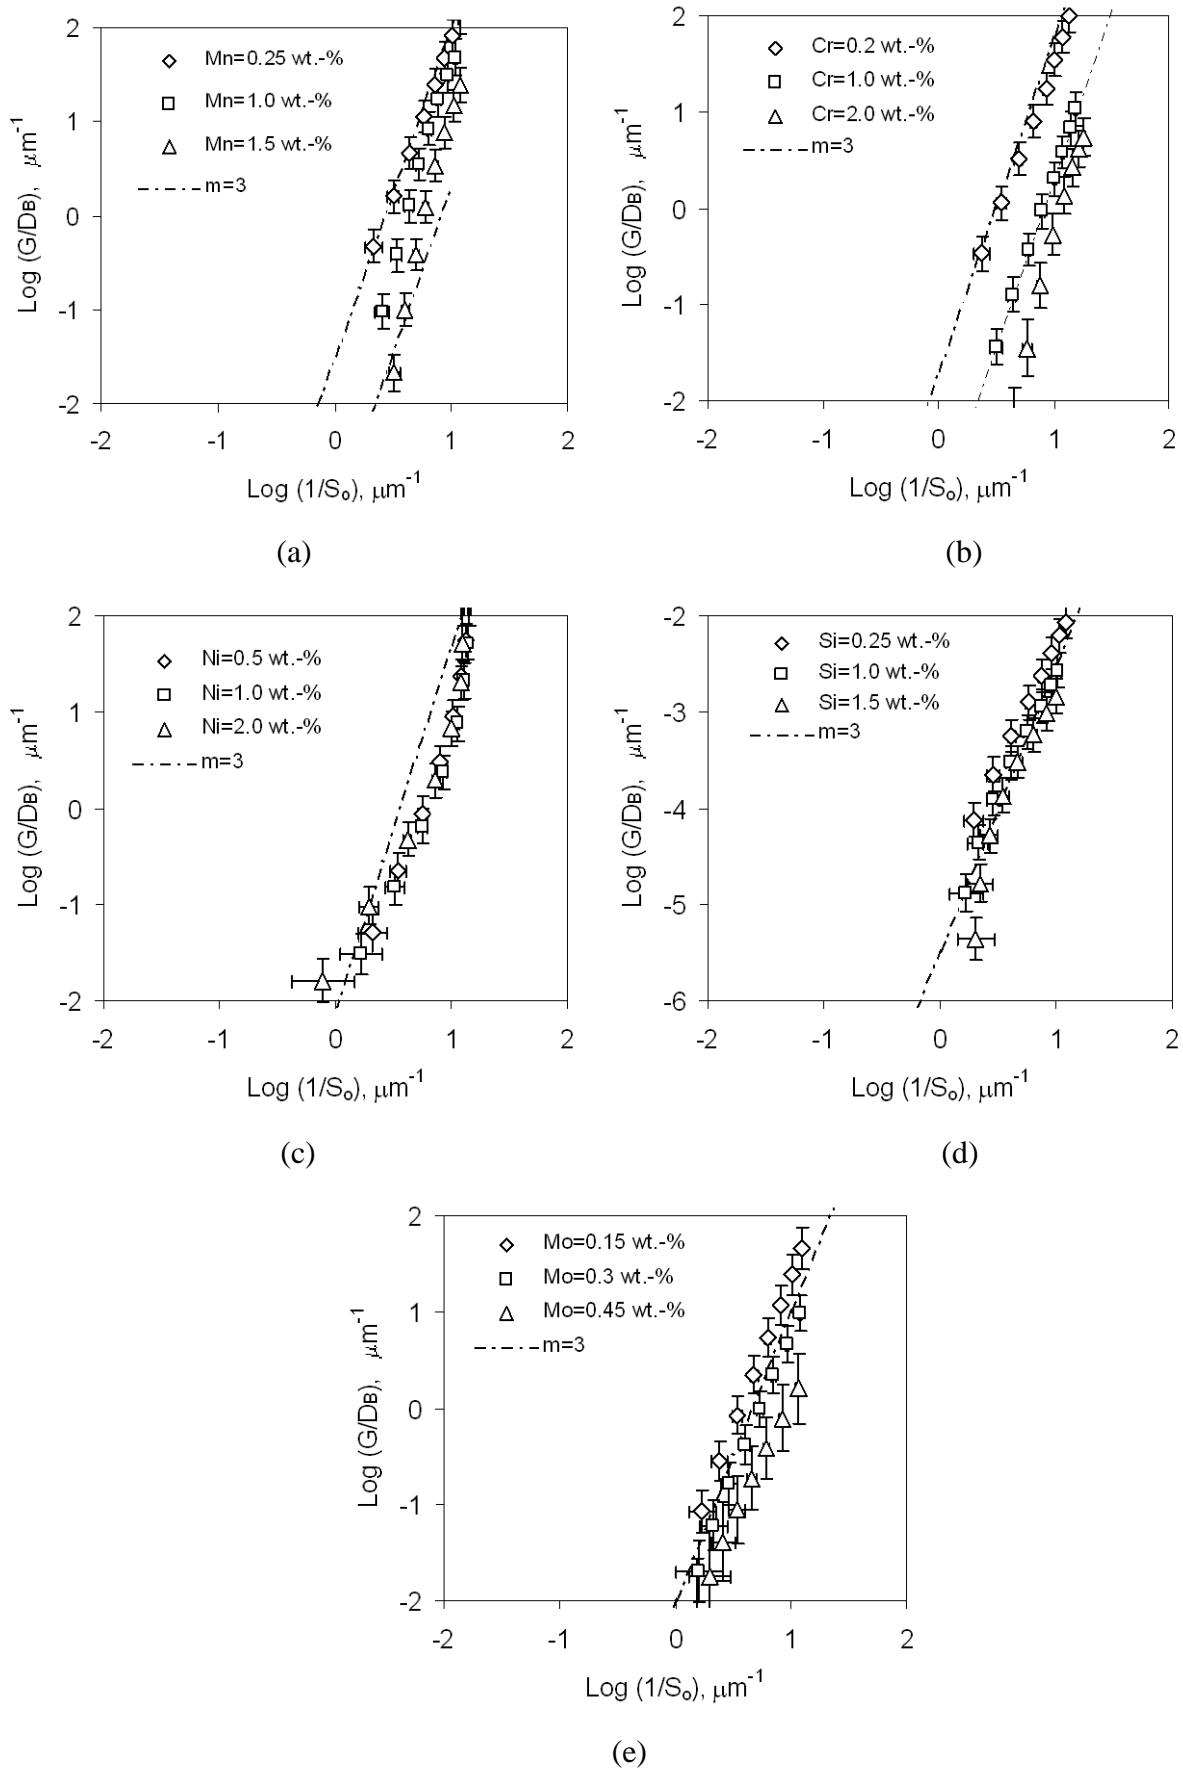 2
Mn=0.25 wt.-%
Mn=1.0 wt.-%
Mn=1.5 wt.-%
m=3
1
0
-1
-2
-2 -1 0 1 2
Log (G/DB), μm-1
Log (1/So), μm-1
(a)
2
Cr=0.2 wt.-%
Cr=1.0 wt.-%
Cr=2.0 wt.-%
m=3
1
0
-1
-2
-2 -1 0 1 2
Log (G/DB), μm-1
Log (1/So), μm-1
(b)
2
Ni=0.5 wt.-%
Ni=1.0 wt.-%
Ni=2.0 wt.-%
m=3
1
0
-1
-2
-2 -1 0 1 2
Log (G/DB), μm-1
Log (1/So), μm-1
(c)
-2
Si=0.25 wt.-%
Si=1.0 wt.-%
Si=1.5 wt.-%
m=3
-3
-4
-5
-6
-2 -1 0 1 2
Log (G/DB), μm-1
Log (1/So), μm-1
(d)
2
Mo=0.15 wt.-%
Mo=0.3 wt.-%
Mo=0.45 wt.-%
m=3
1
0
-1
-2
-2 -1 0 1 2
Log (G/DB), μm-1
Log (1/So), μm-1
(e)